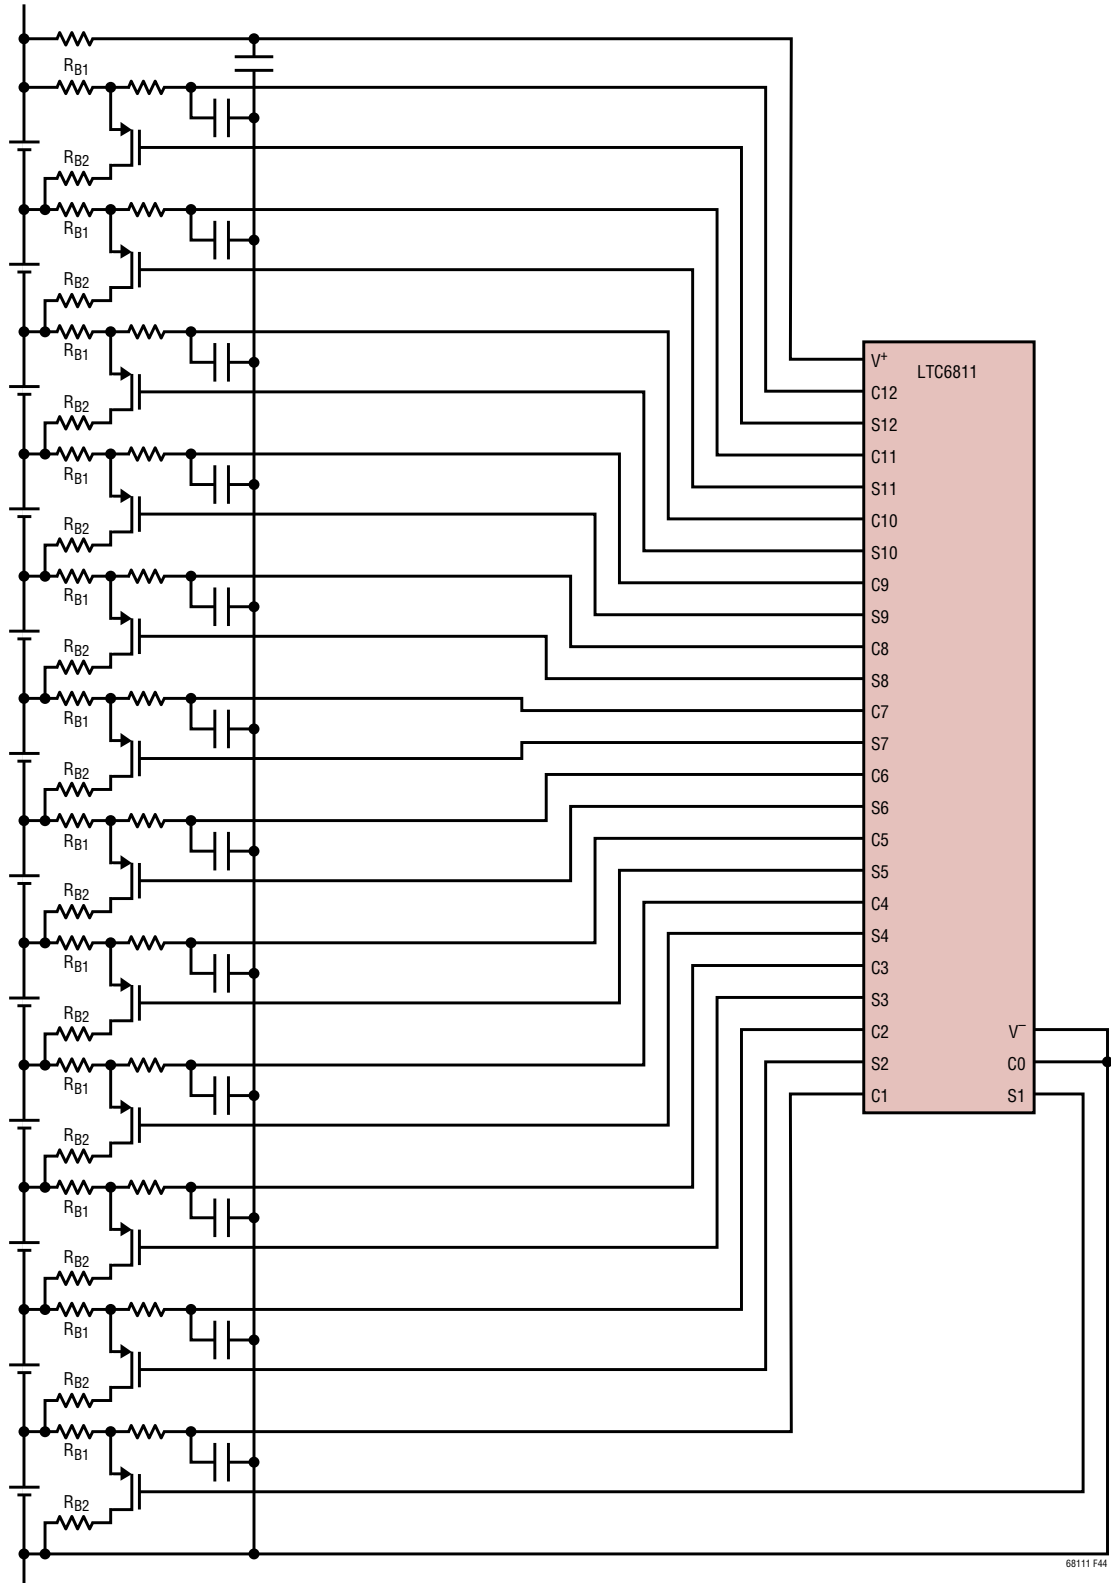 RB1
RB2
RB1
RB2
RB1
RB2
RB1
RB2
RB1
RB2
RB1
RB2
RB1
RB2
RB1
RB2
RB1
RB2
RB1
RB2
RB1
RB2
RB1
RB2
LTC6811
V+
C12
S12
C11
S11
C10
S10
C9
S9
C8
S8
C7
S7
C6
S6
C5
S5
C4
S4
C3
S3
C2
S2
C1
V–
C0
S1
68111 F44